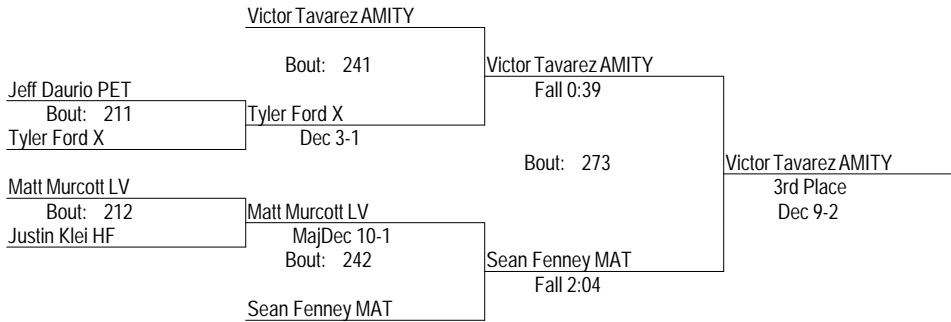 Victor Tavarez AMITY
Bout: 241
Victor Tavarez AMITY
Fall 0:39
Jeff Daurio PET
Bout: 211
Tyler Ford X
Tyler Ford X
Dec 3-1
Bout: 273
Victor Tavarez AMITY
3rd Place
Dec 9-2
Matt Murcott LV
Bout: 212
Justin Klei HF
Matt Murcott LV
MajDec 10-1
Bout: 242
Sean Fenney MAT
Fall 2:04
Sean Fenney MAT